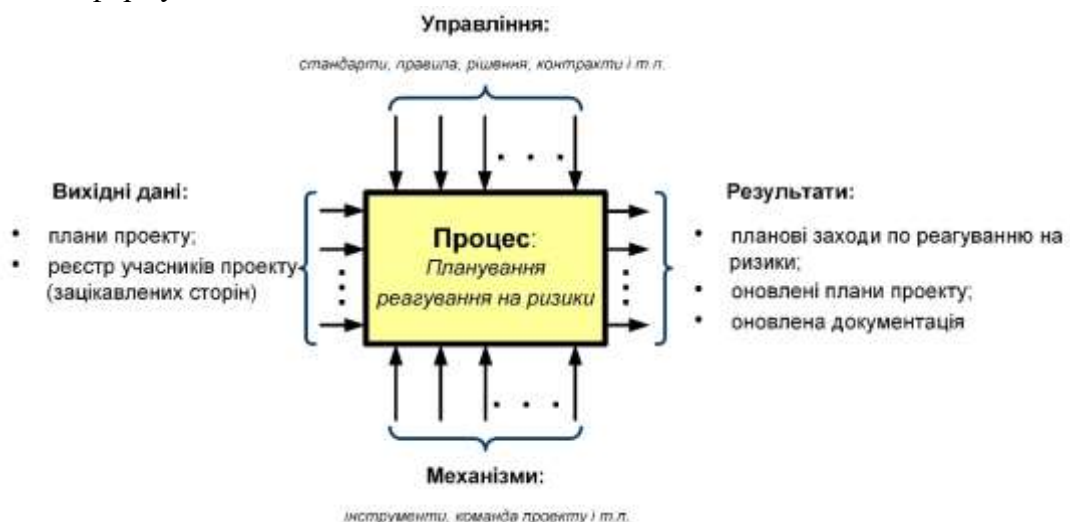 Управління:
стандарти, правила, рішення, контракти і т.п.
Вихідні дані:
• плани проекту;
• реєстр учасників проекту
(зацікавлених сторін)
Процес:
Планування
реагування на ризики
Результати:
• планові заходи по реагуванню на
ризики;
• оновлені плани проекту;
• оновлена документація
Механізми:
інструменти, команда проекту і т.п.